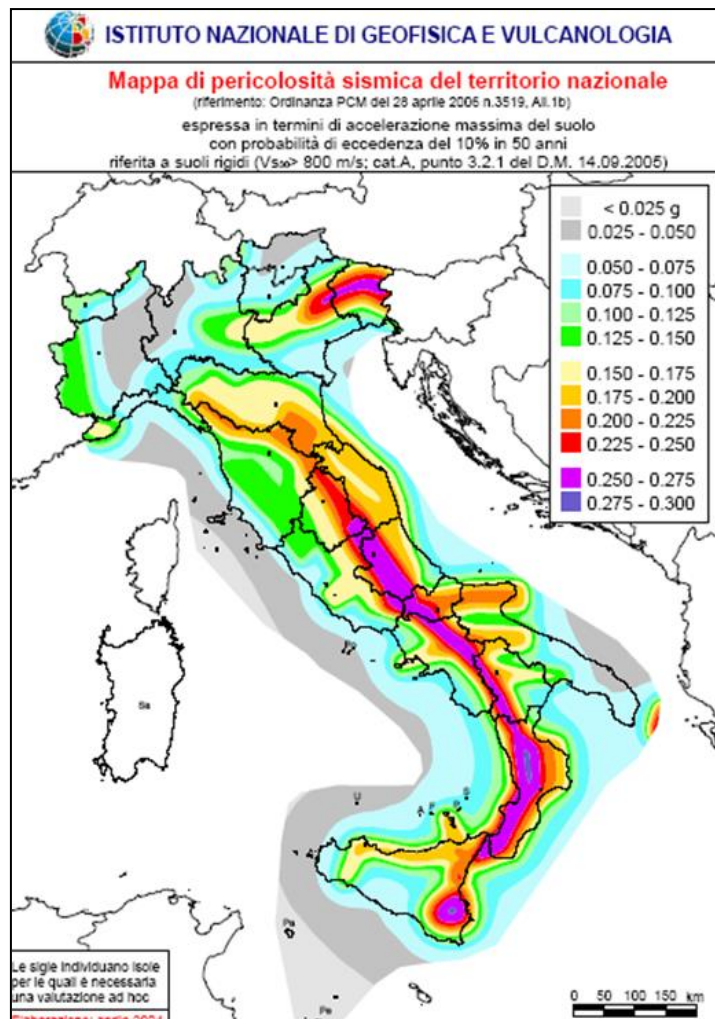 ISTITUTO NAZIONALE DI GEOFISICA E VULCANOLOGIA
Mappa di pericolosità sismica del territorio nazionale
(riferimento: Ordinanza PCM del 28 aprile 2006 n.3519, All.1b)
espressa in termini di accelerazione massima del suolo
con probabilità di eccedenza del 10% in 50 anni
riferita a suoli rigidi (Vs₃₀> 800 m/s; cat.A, punto 3.2.1 del D.M. 14.09.2005)
< 0.025 g
0.025 - 0.050
0.050 - 0.075
0.075 - 0.100
0.100 - 0.125
0.125 - 0.150
0.150 - 0.175
0.175 - 0.200
0.200 - 0.225
0.225 - 0.250
0.250 - 0.275
0.275 - 0.300
Sa
U
A
Pa
Pe
Le sigle individuano isole
per le quali è necessaria
una valutazione ad hoc
0 50 100 150 km